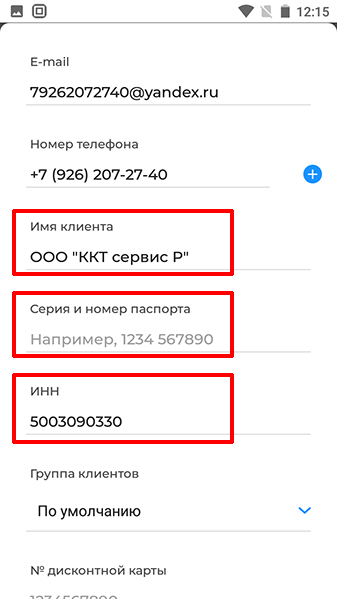 12:15
E-mail
79262072740@yandex.ru
Номер телефона
+7 (926) 207-27-40
Имя клиента
ООО "ККТ сервис Р"
Серия и номер паспорта
Например, 1234 567890
ИНН
5003090330
Группа клиентов
По умолчанию
№ дисконтной карты
1234567890